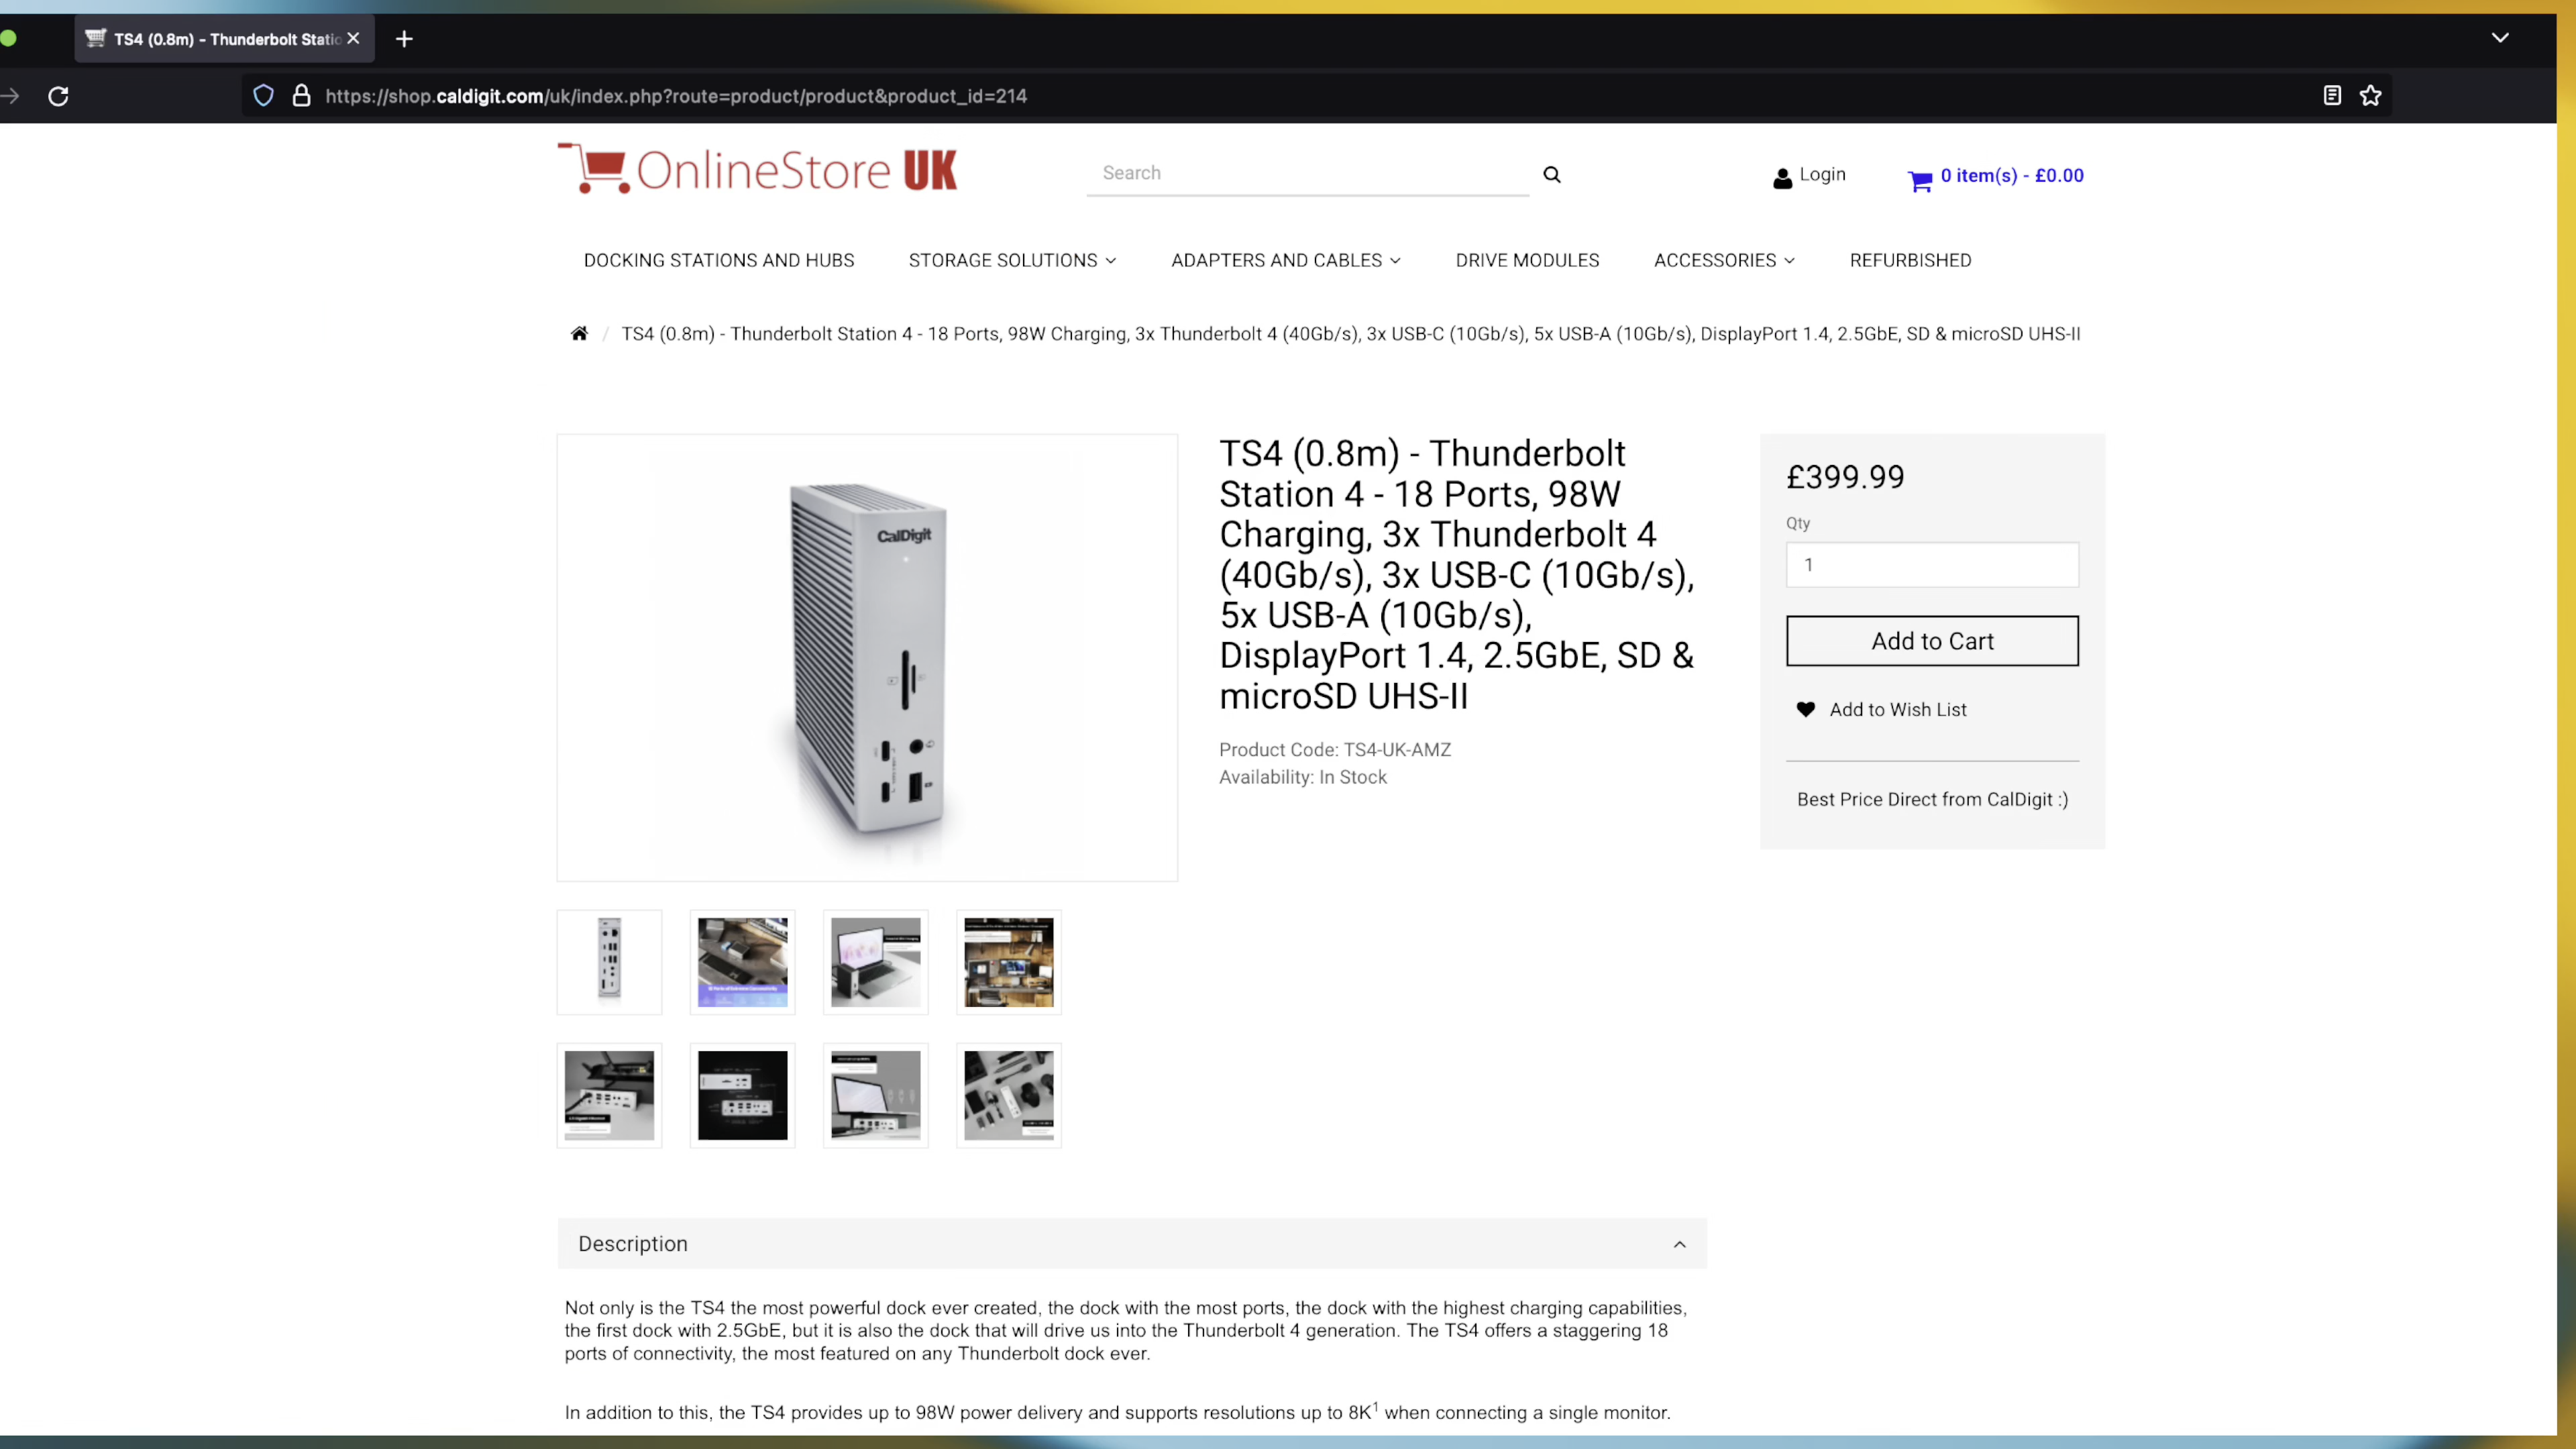 TS4 (0.8m) - Thunderbolt Static
https://shop.caldigit.com/uk/index.php?route=product/product&product_id=214
OnlineStore UK
Search
Login
0 item(s) - £0.00
DOCKING STATIONS AND HUBS
STORAGE SOLUTIONS
ADAPTERS AND CABLES
DRIVE MODULES
ACCESSORIES
REFURBISHED
/ TS4 (0.8m) - Thunderbolt Station 4 - 18 Ports, 98W Charging, 3x Thunderbolt 4 (40Gb/s), 3x USB-C (10Gb/s), 5x USB-A (10Gb/s), DisplayPort 1.4, 2.5GbE, SD & microSD UHS-II
CalDigit
TS4 (0.8m) - Thunderbolt
Station 4 - 18 Ports, 98W
Charging, 3x Thunderbolt 4
(40Gb/s), 3x USB-C (10Gb/s),
5x USB-A (10Gb/s),
DisplayPort 1.4, 2.5GbE, SD &
microSD UHS-II
Product Code: TS4-UK-AMZ
Availability: In Stock
£399.99
Qty
1
Add to Cart
Add to Wish List
Best Price Direct from CalDigit :)
Description
Not only is the TS4 the most powerful dock ever created, the dock with the most ports, the dock with the highest charging capabilities,
the first dock with 2.5GbE, but it is also the dock that will drive us into the Thunderbolt 4 generation. The TS4 offers a staggering 18
ports of connectivity, the most featured on any Thunderbolt dock ever.
In addition to this, the TS4 provides up to 98W power delivery and supports resolutions up to 8K¹ when connecting a single monitor.